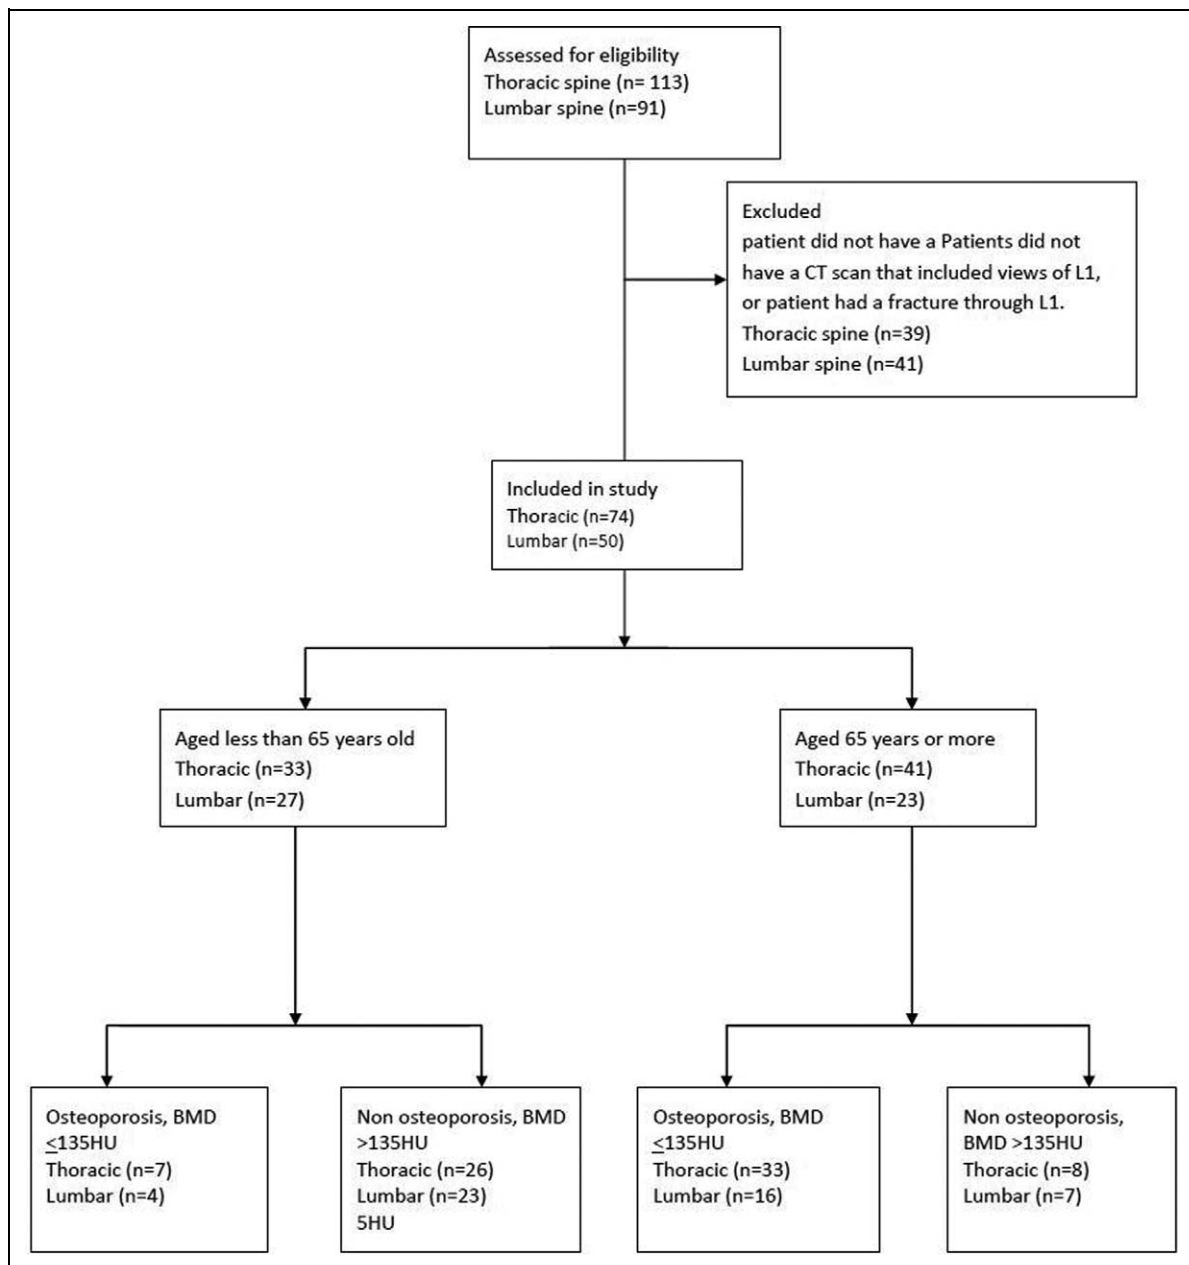 Assessed for eligibility
Thoracic spine (n= 113)
Lumbar spine (n=91)
Excluded
patient did not have a Patients did not
have a CT scan that included views of L1,
or patient had a fracture through L1.
Thoracic spine (n=39)
Lumbar spine (n=41)
Included in study
Thoracic (n=74)
Lumbar (n=50)
Aged less than 65 years old
Thoracic (n=33)
Lumbar (n=27)
Aged 65 years or more
Thoracic (n=41)
Lumbar (n=23)
Osteoporosis, BMD
≤135HU
Thoracic (n=7)
Lumbar (n=4)
Non osteoporosis, BMD
>135HU
Thoracic (n=26)
Lumbar (n=23)
5HU
Osteoporosis, BMD
≤135HU
Thoracic (n=33)
Lumbar (n=16)
Non osteoporosis,
BMD >135HU
Thoracic (n=8)
Lumbar (n=7)